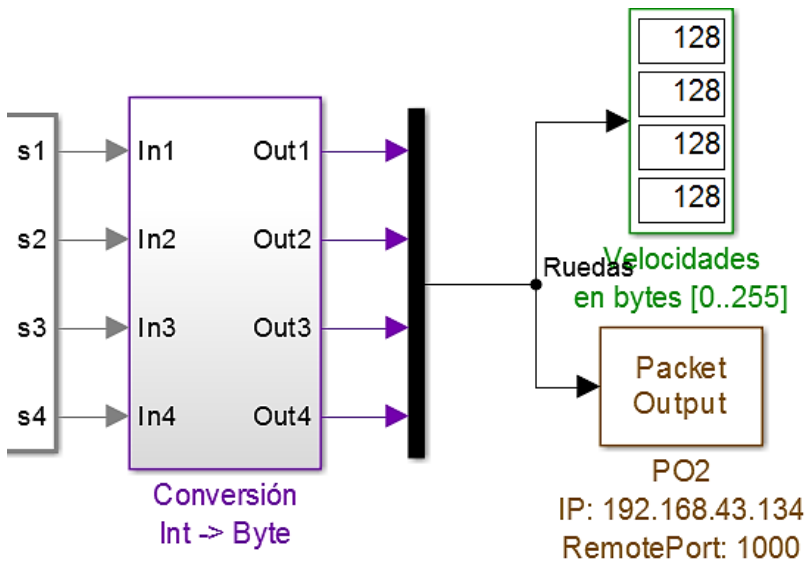 s1
s2
s3
s4
In1
In2
In3
In4
Out1
Out2
Out3
Out4
Conversión
Int -> Byte
Ruedas
128
128
128
128
Velocidades
en bytes [0..255]
Packet
Output
PO2
IP: 192.168.43.134
RemotePort: 1000